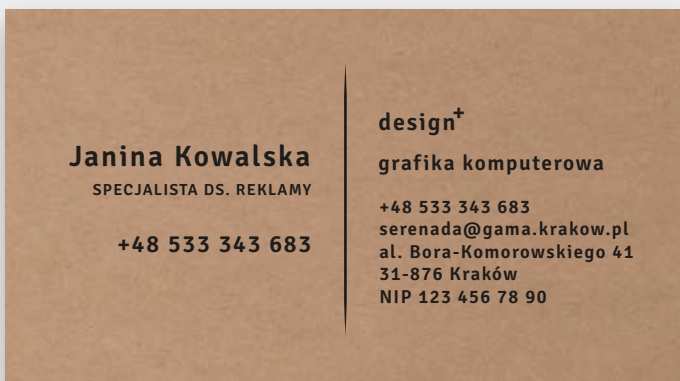 Janina Kowalska
SPECJALISTA DS. REKLAMY
+48 533 343 683
design+
grafika komputerowa
+48 533 343 683
serenada@gama.krakow.pl
al. Bora-Komorowskiego 41
31-876 Kraków
NIP 123 456 78 90